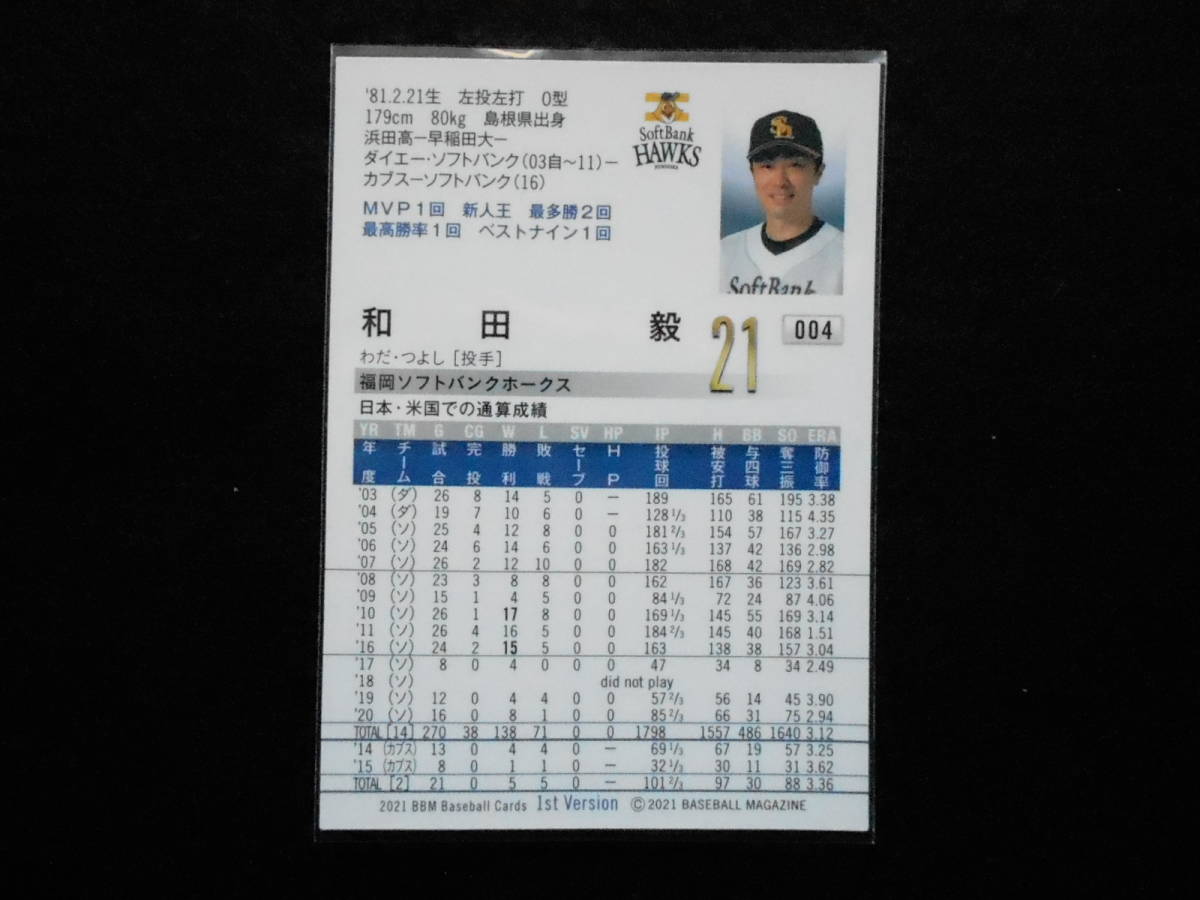 '81.2.21生 左投左打 O型
179cm 80kg 島根県出身
浜田高ー早稲田大ー
ダイエー・ソフトバンク(03自〜11)ー
カブスーソフトバンク(16)
MVP1回 新人王 最多勝2回
最高勝率1回 ベストナイン1回
SoftBank
HAWKS
SoftBank
和田 毅 21 004
わだ・つよし [投手]
福岡ソフトバンクホークス
日本・米国での通算成績
YR TM G CG W L SV HP IP H BB SO ERA
年度 チーム 試合 完投 勝利 敗戦 セーブ HP 投球回 被安打 与四球 奪三振 防御率
'03 (ダ) 26 8 14 5 0 — 189 165 61 195 3.38
'04 (ダ) 19 7 10 6 0 — 128 1/3 110 38 115 4.35
'05 (ソ) 25 4 12 8 0 0 181 2/3 154 57 167 3.27
'06 (ソ) 24 6 14 6 0 0 163 1/3 137 42 136 2.98
'07 (ソ) 26 2 12 10 0 0 182 168 42 169 2.82
'08 (ソ) 23 3 8 8 0 0 162 167 36 123 3.61
'09 (ソ) 15 1 4 5 0 0 84 1/3 72 24 87 4.06
'10 (ソ) 26 1 17 8 0 0 169 1/3 145 55 169 3.14
'11 (ソ) 26 4 16 5 0 0 184 2/3 145 40 168 1.51
'16 (ソ) 24 2 15 5 0 0 163 138 38 157 3.04
'17 (ソ) 8 0 4 0 0 0 47 34 8 34 2.49
'18 (ソ) did not play
'19 (ソ) 12 0 4 4 0 0 57 2/3 56 14 45 3.90
'20 (ソ) 16 0 8 1 0 0 85 2/3 66 31 75 2.94
TOTAL [14] 270 38 138 71 0 0 1798 1557 486 1640 3.12
'14 (カブス) 13 0 4 4 0 — 69 1/3 67 19 57 3.25
'15 (カブス) 8 0 1 1 0 — 32 1/3 30 11 31 3.62
TOTAL [2] 21 0 5 5 0 — 101 2/3 97 30 88 3.36
2021 BBM Baseball Cards 1st Version © 2021 BASEBALL MAGAZINE